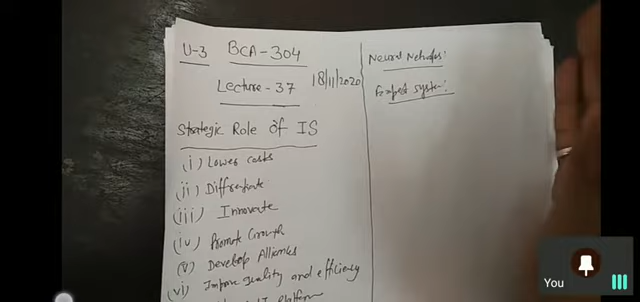 U-3 BCA-304
Lecture-37 18/11/2020
Strategic Role of IS
(i) Lower costs
(ii) Differentiate
(iii) Innovate
(iv) Promote Growth
(v) Develop Alliances
(vi) Improve quality and efficiency
Platform
Neural Networks:
Expert System:
You